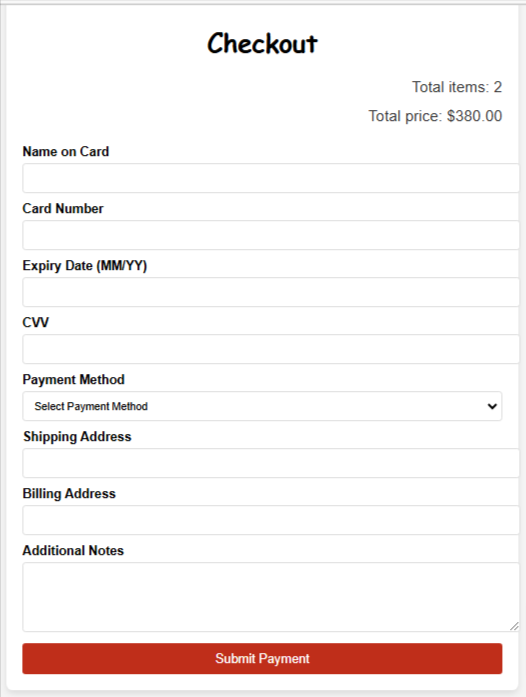 Checkout
Total items: 2
Total price: $380.00
Name on Card
Card Number
Expiry Date (MM/YY)
CVV
Payment Method
Select Payment Method
Shipping Address
Billing Address
Additional Notes
Submit Payment